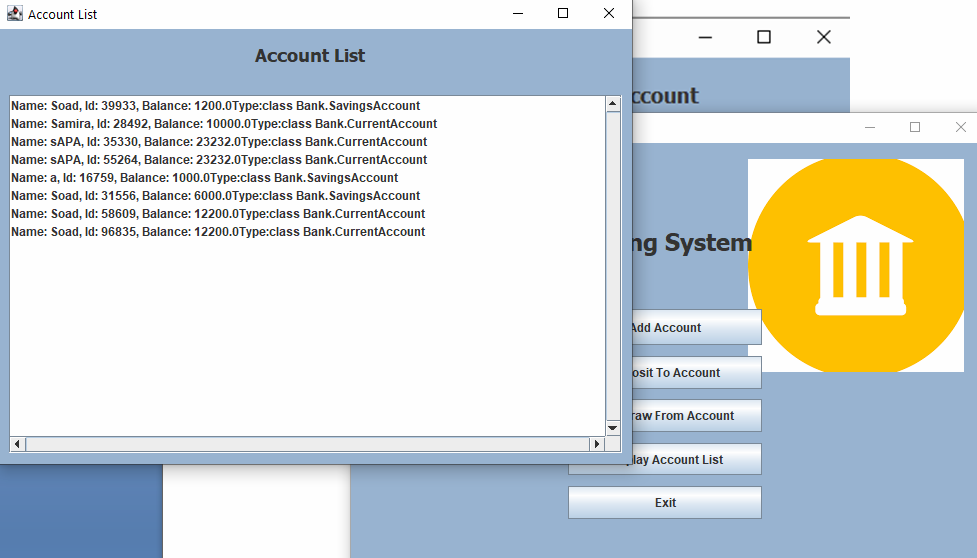 Account List
Account List
Name: Soad, Id: 39933, Balance: 1200.0Type:class Bank.SavingsAccount
Name: Samira, Id: 28492, Balance: 10000.0Type:class Bank.CurrentAccount
Name: sAPA, Id: 35330, Balance: 23232.0Type:class Bank.CurrentAccount
Name: sAPA, Id: 55264, Balance: 23232.0Type:class Bank.CurrentAccount
Name: a, Id: 16759, Balance: 1000.0Type:class Bank.SavingsAccount
Name: Soad, Id: 31556, Balance: 6000.0Type:class Bank.SavingsAccount
Name: Soad, Id: 58609, Balance: 12200.0Type:class Bank.CurrentAccount
Name: Soad, Id: 96835, Balance: 12200.0Type:class Bank.CurrentAccount
ccount
ng System
Add Account
osit To Account
raw From Account
lay Account List
Exit